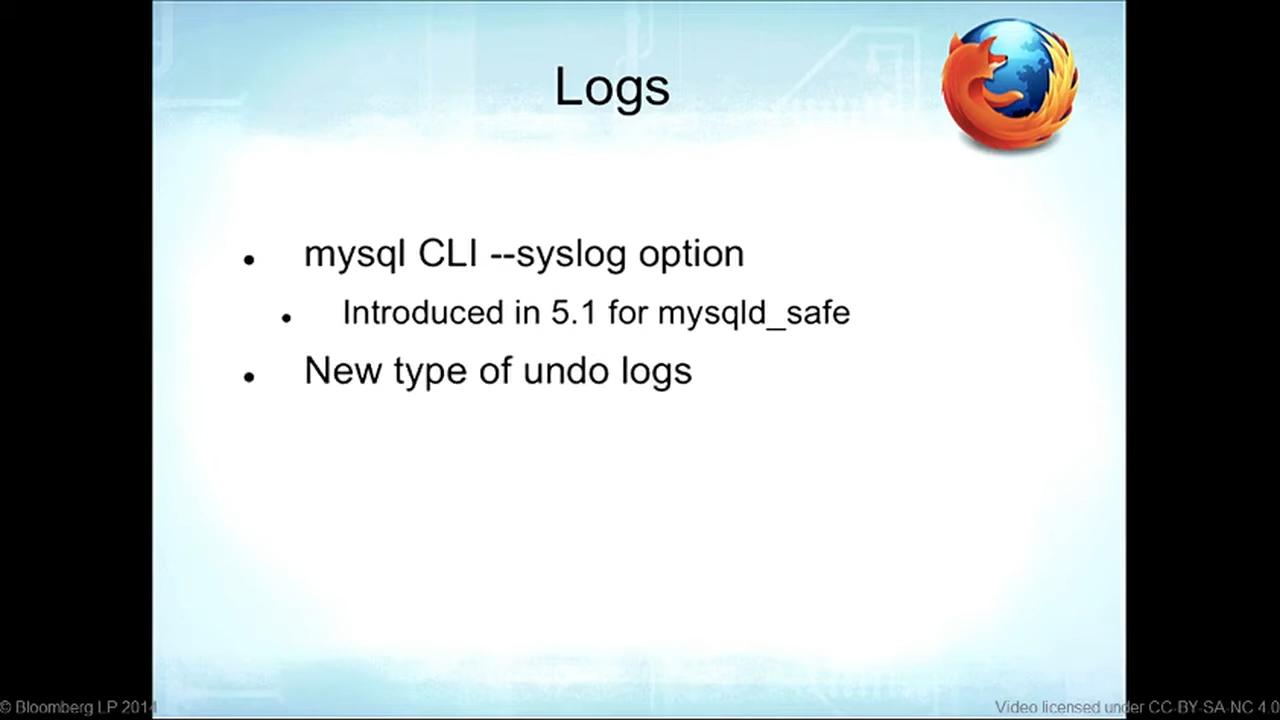 Logs
mysql CLI --syslog option
Introduced in 5.1 for mysqld_safe
New type of undo logs
© Bloomberg LP 2014
Video licensed under CC-BY-SA-NC 4.0